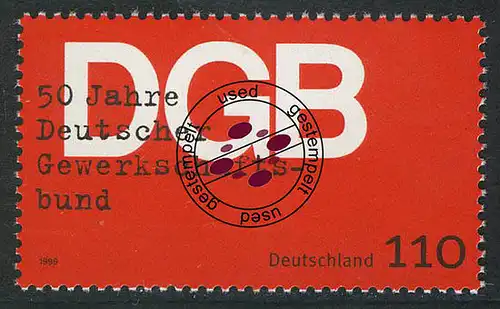 DGB
50 Jahre
Deutscher
Gewerkschafts-
bund
used
gestempelt
used
gestempelt
1999
Deutschland 110